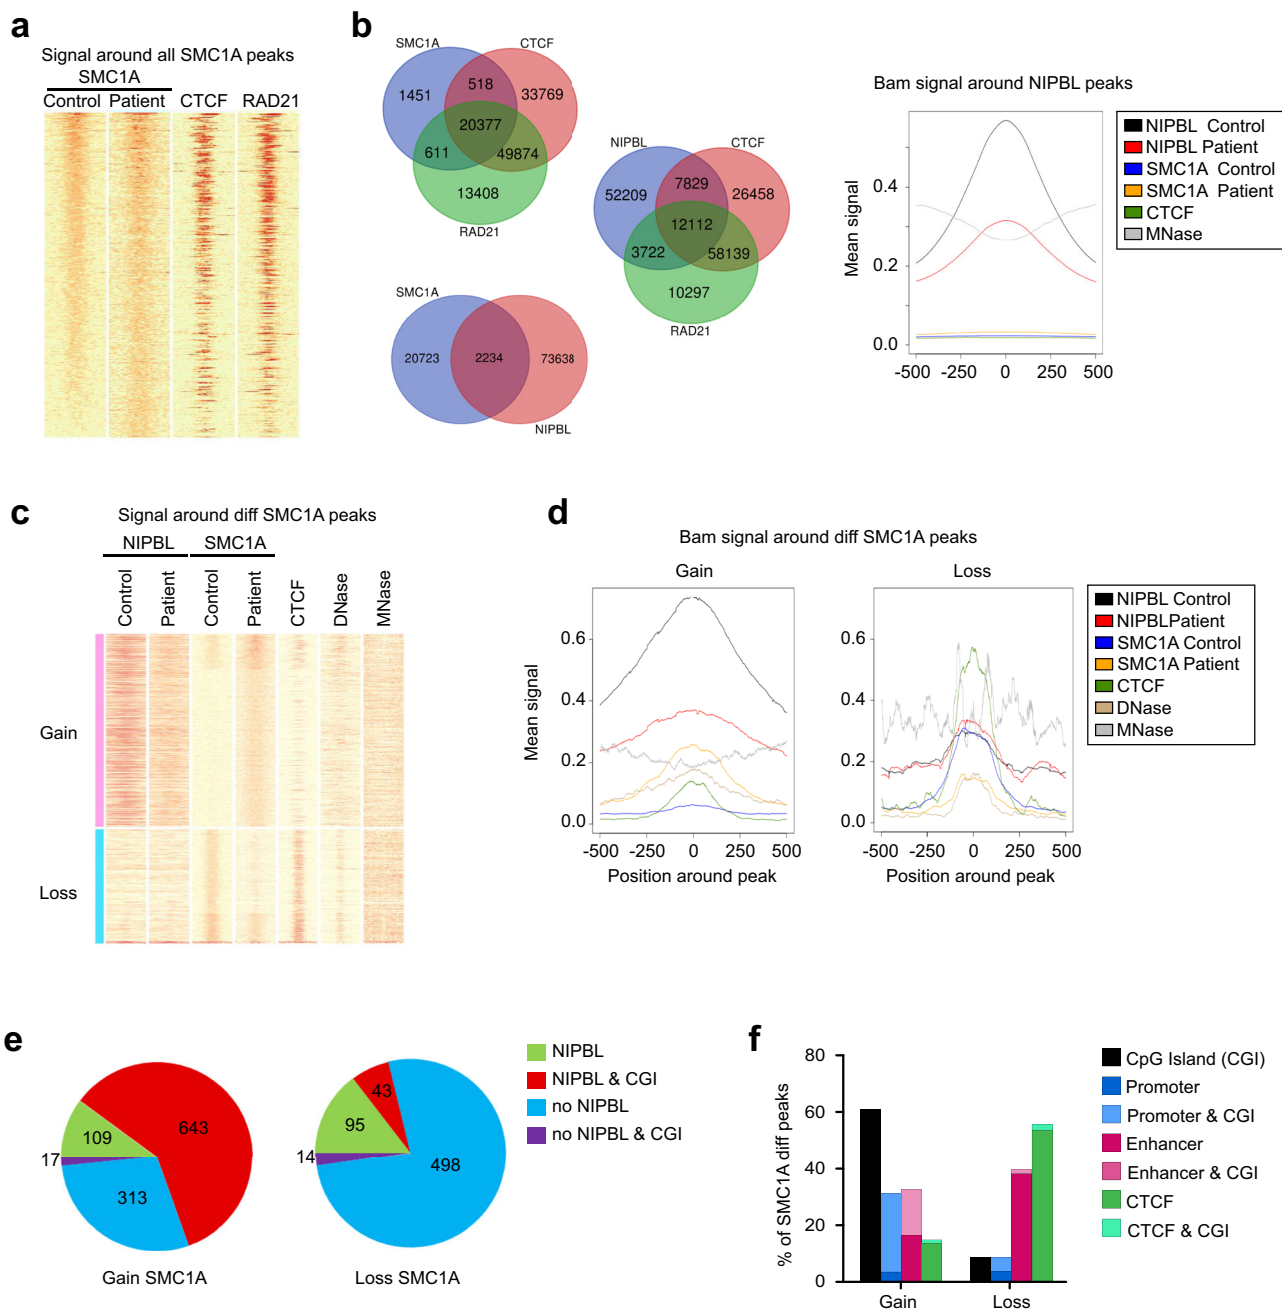 a
Signal around all SMC1A peaks
SMC1A
Control Patient CTCF RAD21
b
SMC1A
CTCF
1451
518
33769
20377
611
49874
13408
RAD21
NIPBL
CTCF
52209
7829
26458
12112
3722
58139
10297
RAD21
SMC1A
20723
2234
73638
NIPBL
Bam signal around NIPBL peaks
Mean signal
0.4
0.2
0.0
-500 -250 0 250 500
NIPBL Control
NIPBL Patient
SMC1A Control
SMC1A Patient
CTCF
MNase
c
Signal around diff SMC1A peaks
NIPBL SMC1A
Control
Patient
Control
Patient
CTCF
DNase
MNase
Gain
Loss
d
Bam signal around diff SMC1A peaks
Gain
Loss
Mean signal
0.6
0.4
0.2
0.0
-500 -250 0 250 500
Position around peak
0.6
0.4
0.2
0.0
-500 -250 0 250 500
Position around peak
NIPBL Control
NIPBLPatient
SMC1A Control
SMC1A Patient
CTCF
DNase
MNase
e
643
109
17
313
Gain SMC1A
43
95
14
498
Loss SMC1A
NIPBL
NIPBL & CGI
no NIPBL
no NIPBL & CGI
f
% of SMC1A diff peaks
80
60
40
20
0
Gain
Loss
CpG Island (CGI)
Promoter
Promoter & CGI
Enhancer
Enhancer & CGI
CTCF
CTCF & CGI